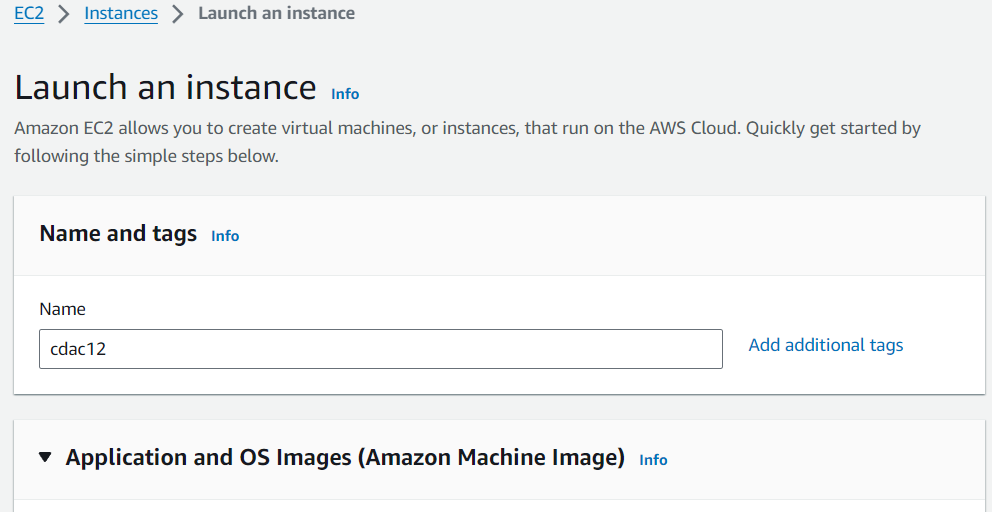 EC2 > Instances > Launch an instance
Launch an instance Info
Amazon EC2 allows you to create virtual machines, or instances, that run on the AWS Cloud. Quickly get started by
following the simple steps below.
Name and tags Info
Name
cdac12 Add additional tags
Application and OS Images (Amazon Machine Image) Info